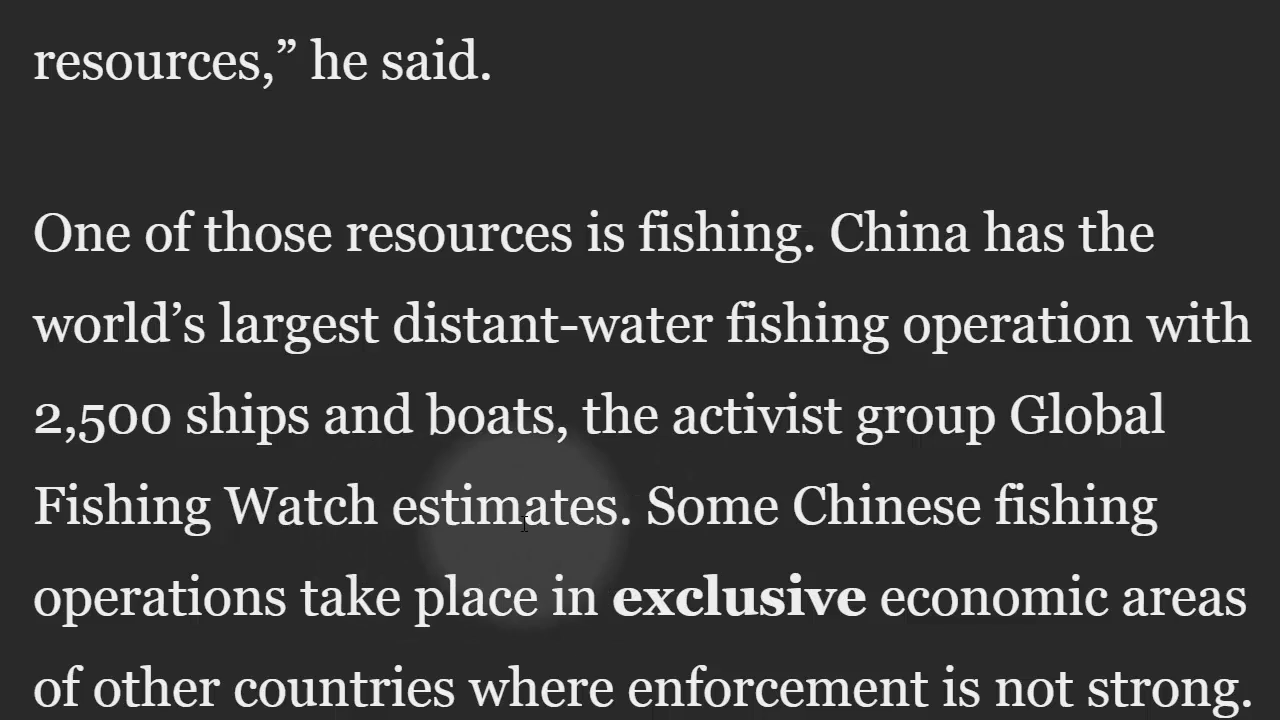 resources,” he said.
One of those resources is fishing. China has the
world’s largest distant-water fishing operation with
2,500 ships and boats, the activist group Global
Fishing Watch estimates. Some Chinese fishing
operations take place in exclusive economic areas
of other countries where enforcement is not strong.